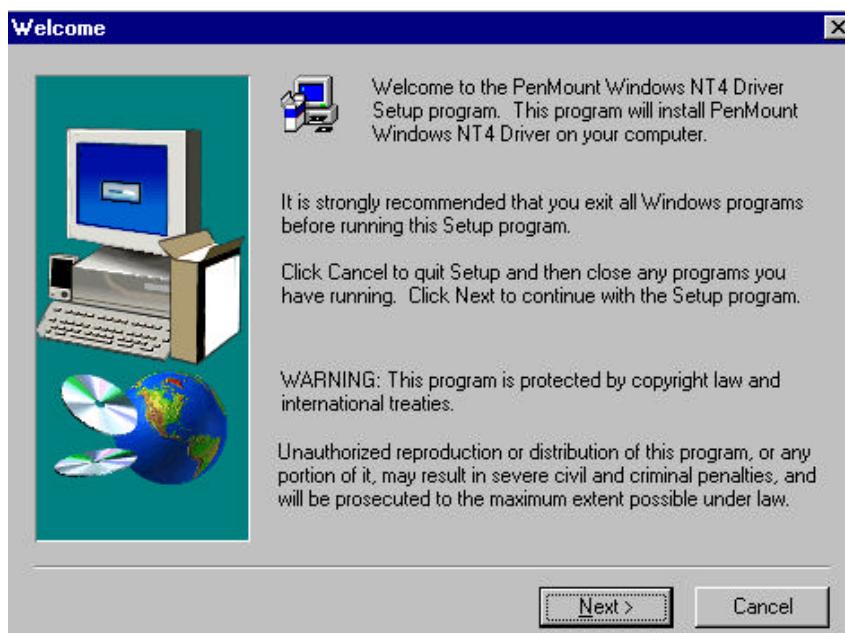 Welcome
Welcome to the PenMount Windows NT4 Driver
Setup program. This program will install PenMount
Windows NT4 Driver on your computer.
It is strongly recommended that you exit all Windows programs
before running this Setup program.
Click Cancel to quit Setup and then close any programs you
have running. Click Next to continue with the Setup program.
WARNING: This program is protected by copyright law and
international treaties.
Unauthorized reproduction or distribution of this program, or any
portion of it, may result in severe civil and criminal penalties, and
will be prosecuted to the maximum extent possible under law.
Next >
Cancel